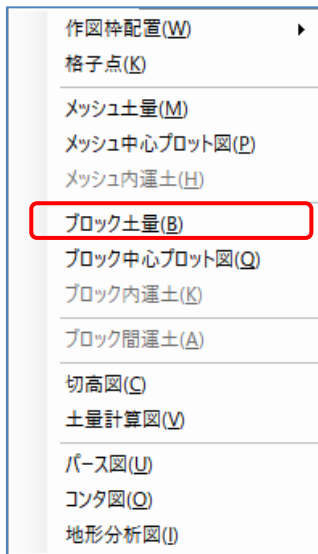 作図枠配置(W)
格子点(K)
メッシュ土量(M)
メッシュ中心プロット図(P)
メッシュ内運土(H)
ブロック土量(B)
ブロック中心プロット図(Q)
ブロック内運土(K)
ブロック間運土(A)
切高図(C)
土量計算図(V)
パース図(U)
コンタ図(O)
地形分析図(I)